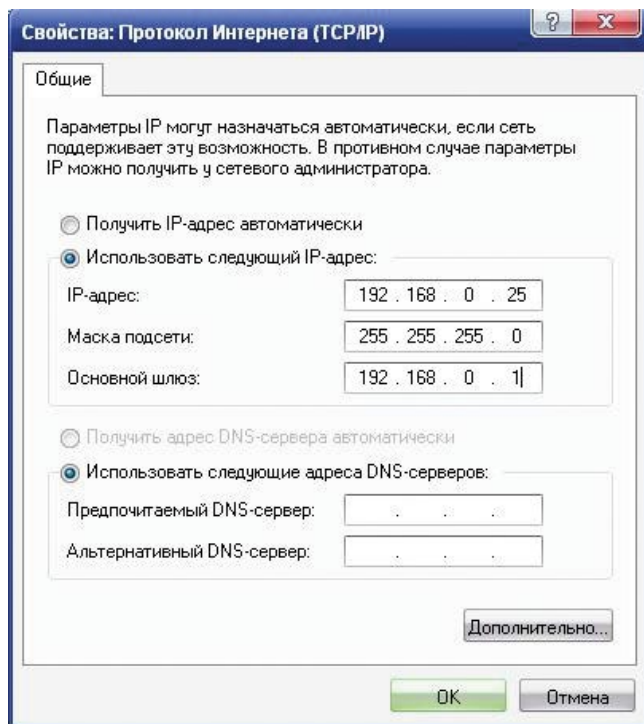 Свойства: Протокол Интернета (TCP/IP)
Общие
Параметры IP могут назначаться автоматически, если сеть
поддерживает эту возможность. В противном случае параметры
IP можно получить у сетевого администратора.
Получить IP-адрес автоматически
Использовать следующий IP-адрес:
IP-адрес: 192 . 168 . 0 . 25
Маска подсети: 255 . 255 . 255 . 0
Основной шлюз: 192 . 168 . 0 . 1
Получить адрес DNS-сервера автоматически
Использовать следующие адреса DNS-серверов:
Предпочитаемый DNS-сервер: . . .
Альтернативный DNS-сервер: . . .
Дополнительно...
OK Отмена